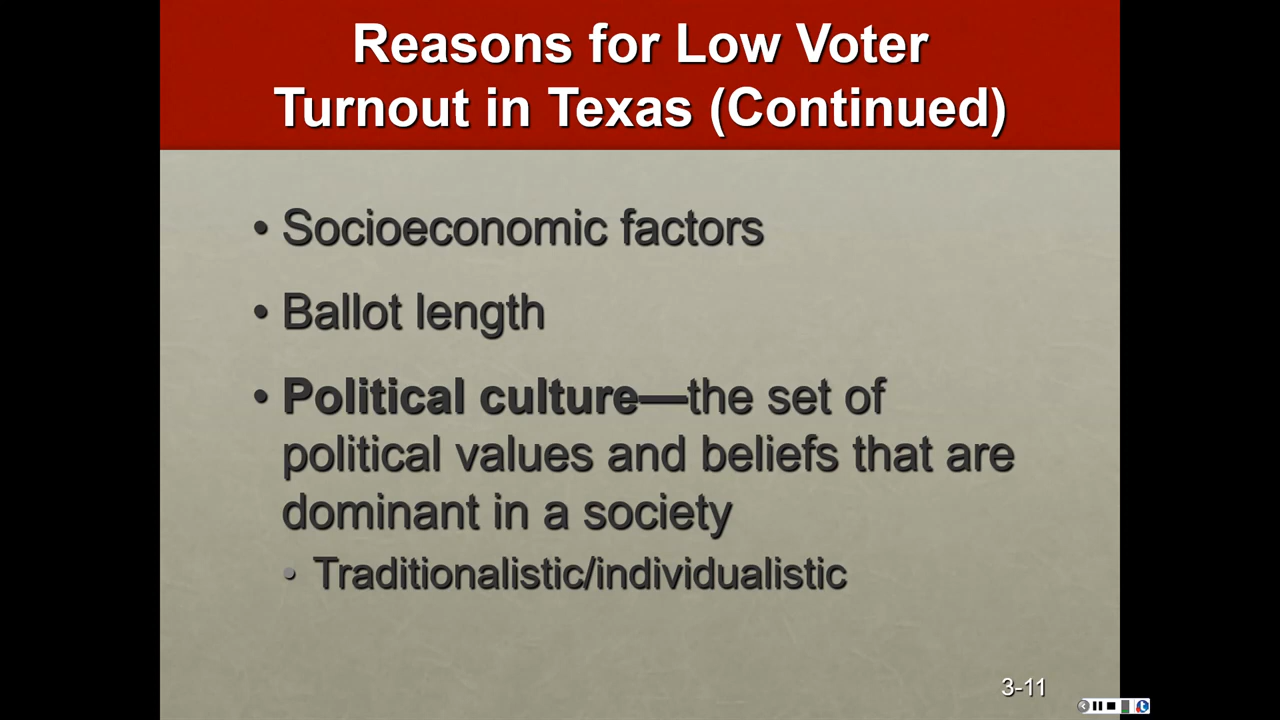 Reasons for Low Voter
Turnout in Texas (Continued)
• Socioeconomic factors
• Ballot length
• Political culture—the set of
political values and beliefs that are
dominant in a society
• Traditionalistic/individualistic
3-11